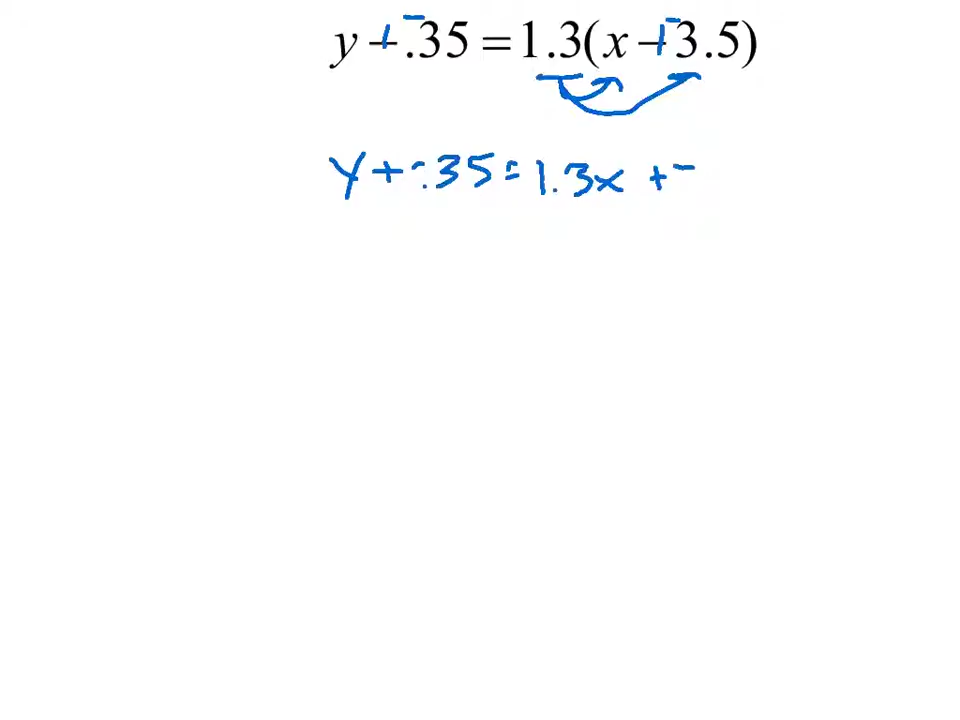 y + -.35 = 1.3(x + -3.5)
y + -.35 = 1.3x + -